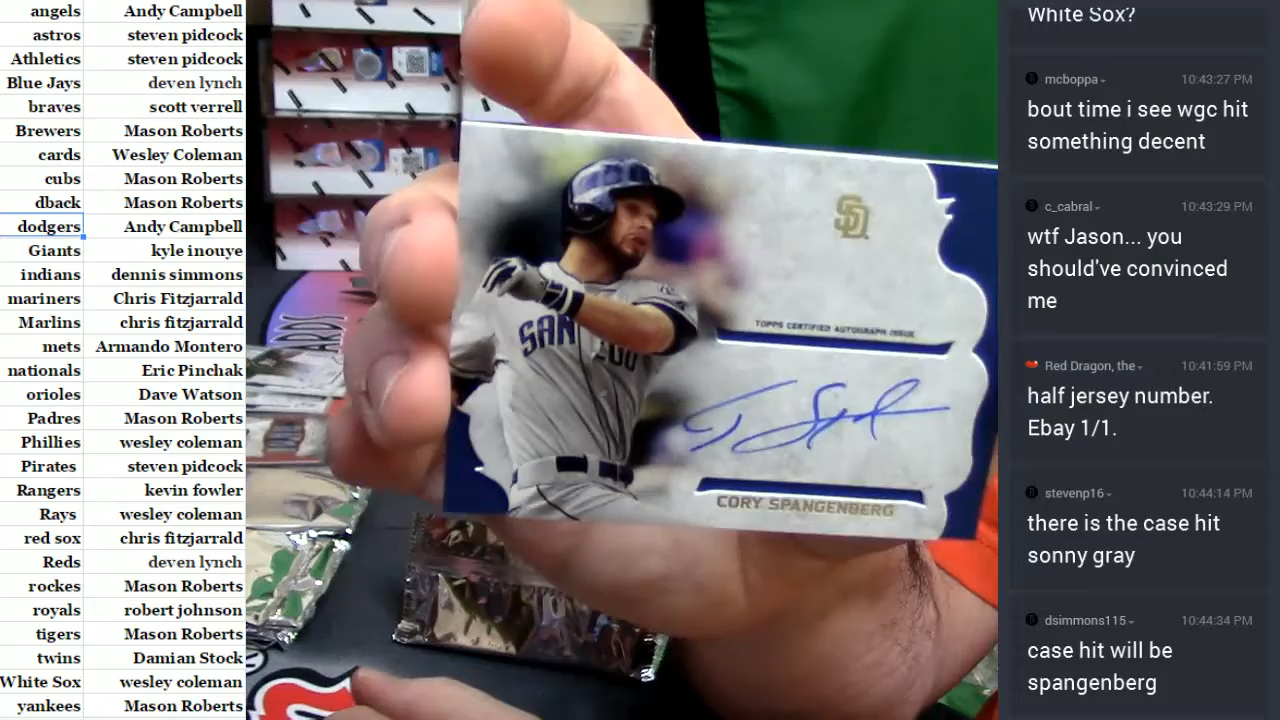 angels Andy Campbell
astros steven pidcock
Athletics steven pidcock
Blue Jays deven lynch
braves scott verrell
Brewers Mason Roberts
cards Wesley Coleman
cubs Mason Roberts
dback Mason Roberts
dodgers Andy Campbell
Giants kyle inouye
indians dennis simmons
mariners Chris Fitzjarrald
Marlins chris fitzjarrald
mets Armando Montero
nationals Eric Pinchak
orioles Dave Watson
Padres Mason Roberts
Phillies wesley coleman
Pirates steven pidcock
Rangers kevin fowler
Rays wesley coleman
red sox chris fitzjarrald
Reds deven lynch
rockes Mason Roberts
royals robert johnson
tigers Mason Roberts
twins Damian Stock
White Sox wesley coleman
yankees Mason Roberts
SD
TOPPS CERTIFIED AUTOGRAPH ISSUE
SAN
CORY SPANGENBERG
White Sox?
mcboppa 10:43:27 PM
bout time i see wgc hit
something decent
c_cabral 10:43:29 PM
wtf Jason... you
should've convinced
me
Red Dragon, the 10:41:59 PM
half jersey number.
Ebay 1/1.
stevenp16 10:44:14 PM
there is the case hit
sonny gray
dsimmons115 10:44:34 PM
case hit will be
spangenberg